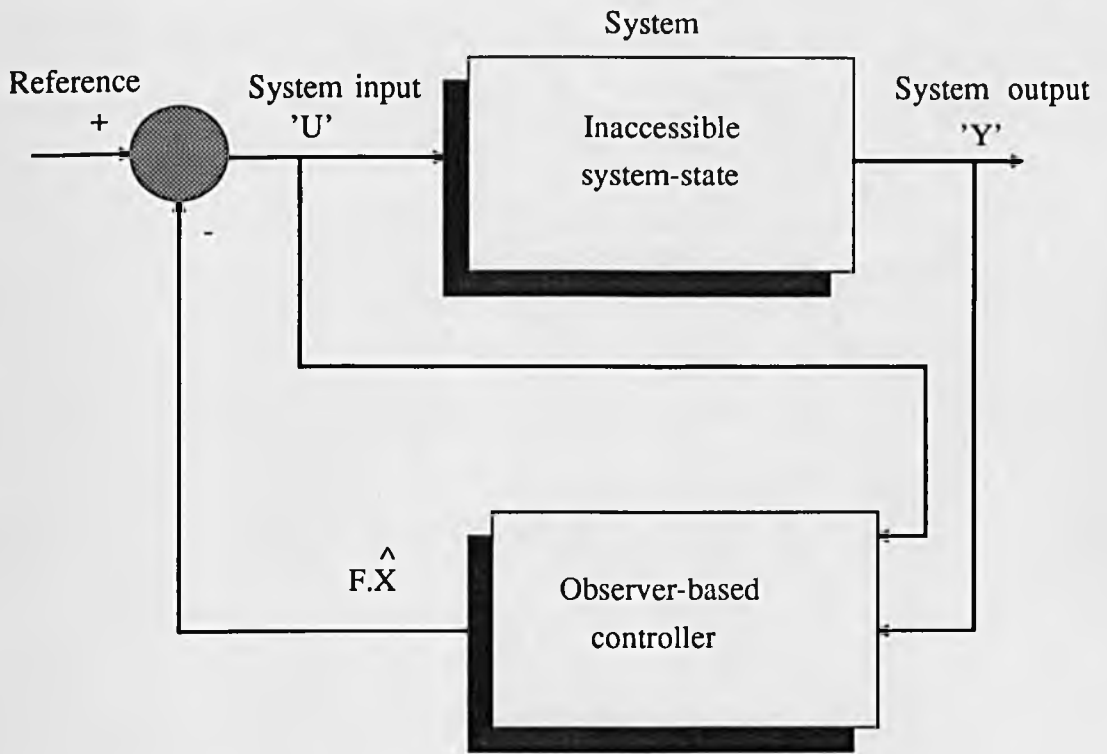 System
Reference
+
System input
'U'
System output
'Y'
Inaccessible
system-state
-
F.X̂
Observer-based
controller